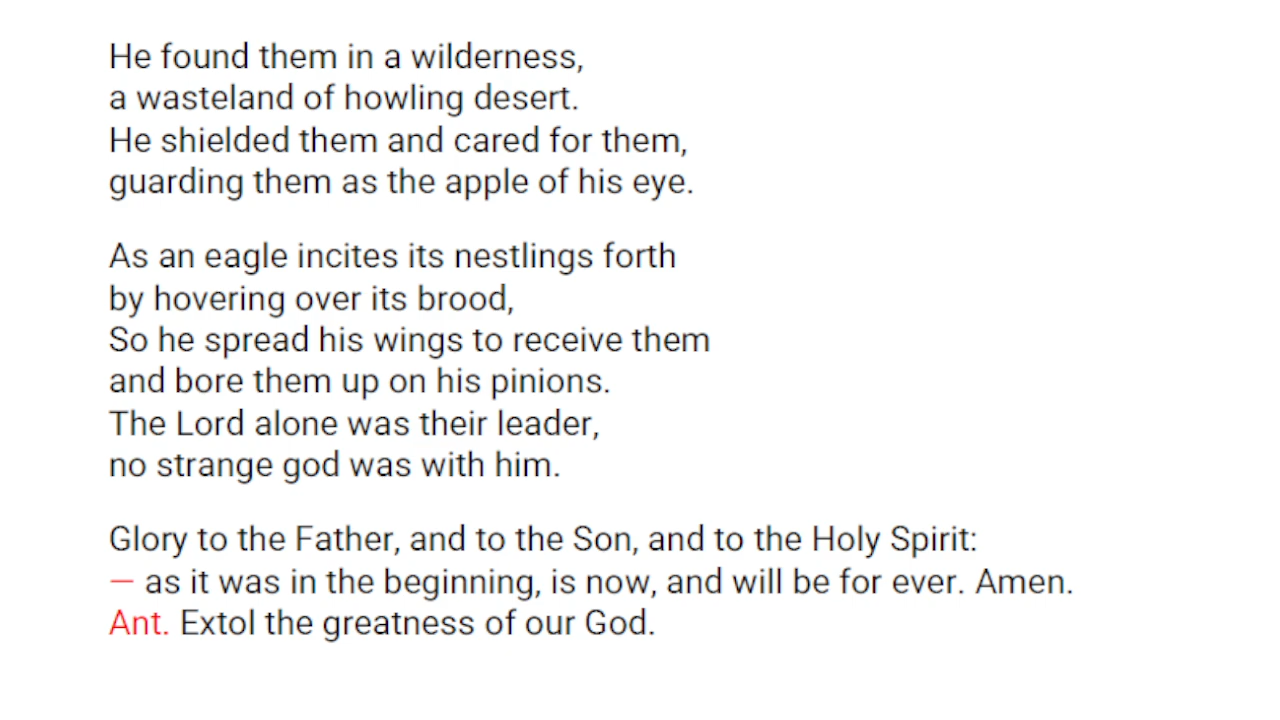 He found them in a wilderness,
a wasteland of howling desert.
He shielded them and cared for them,
guarding them as the apple of his eye.
As an eagle incites its nestlings forth
by hovering over its brood,
So he spread his wings to receive them
and bore them up on his pinions.
The Lord alone was their leader,
no strange god was with him.
Glory to the Father, and to the Son, and to the Holy Spirit:
— as it was in the beginning, is now, and will be for ever. Amen.
Ant. Extol the greatness of our God.